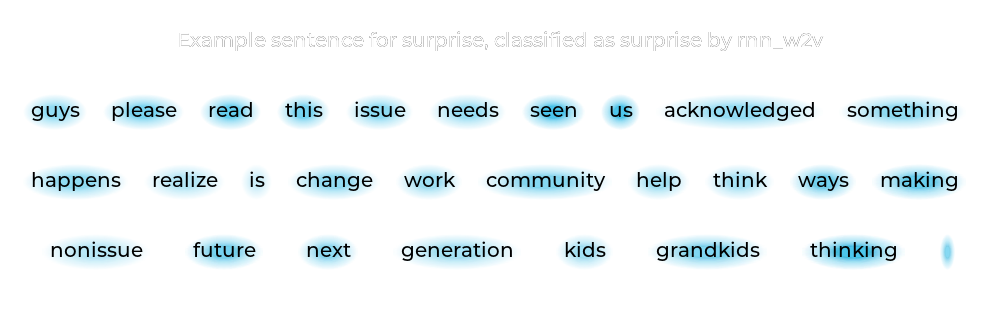 Example sentence for surprise, classified as surprise by rnn_w2v
guys please read this issue needs seen us acknowledged something
happens realize is change work community help think ways making
nonissue future next generation kids grandkids thinking